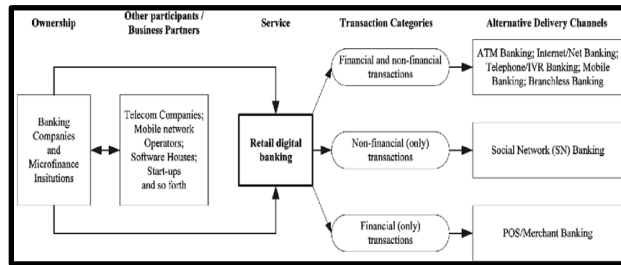 Ownership
Other participants /
Business Partners
Service
Transaction Categories
Alternative Delivery Channels
Banking
Companies
and
Microfinance
Insitutions
Telecom Companies;
Mobile network
Operators;
Software Houses;
Start-ups
and so forth
Retail digital
banking
Financial and non-financial
transactions
Non-financial (only)
transactions
Financial (only)
transactions
ATM Banking; Internet/Net Banking;
Telephone/IVR Banking; Mobile
Banking; Branchless Banking
Social Network (SN) Banking
POS/Merchant Banking